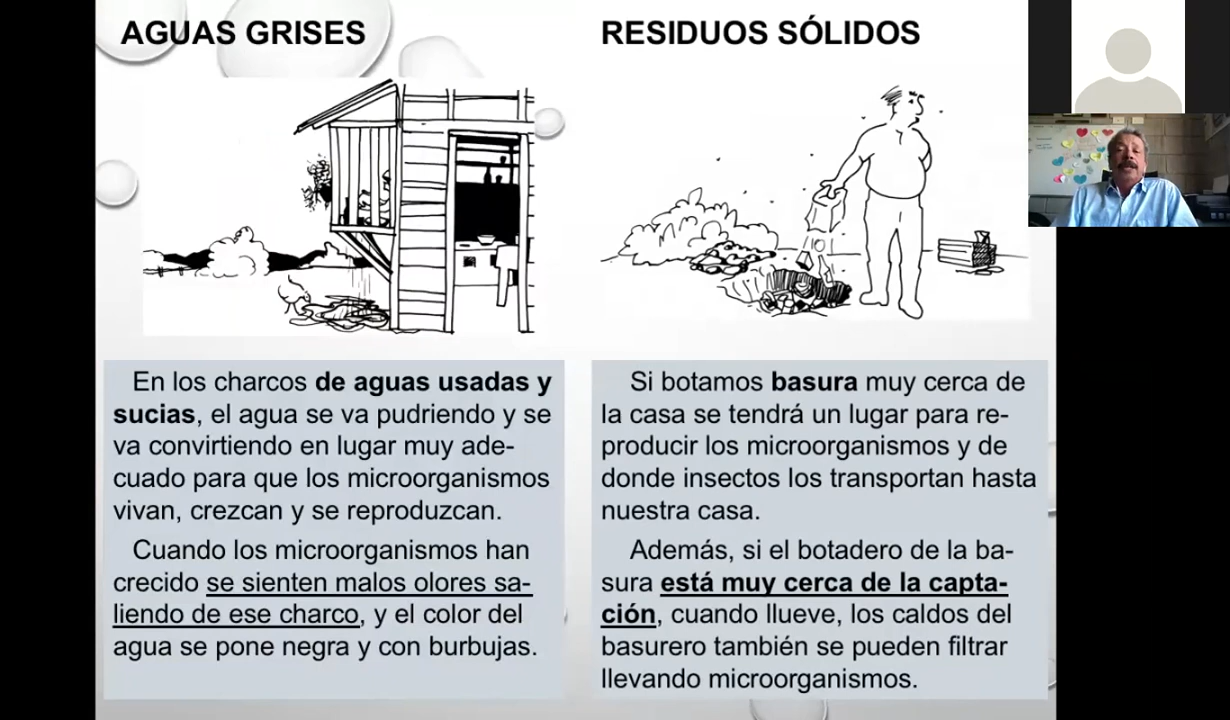 AGUAS GRISES
En los charcos de aguas usadas y
sucias, el agua se va pudriendo y se
va convirtiendo en lugar muy ade-
cuado para que los microorganismos
vivan, crezcan y se reproduzcan.
Cuando los microorganismos han
crecido se sienten malos olores sa-
liendo de ese charco, y el color del
agua se pone negra y con burbujas.
RESIDUOS SÓLIDOS
Si botamos basura muy cerca de
la casa se tendrá un lugar para re-
producir los microorganismos y de
donde insectos los transportan hasta
nuestra casa.
Además, si el botadero de la ba-
sura está muy cerca de la capta-
ción, cuando llueve, los caldos del
basurero también se pueden filtrar
llevando microorganismos.